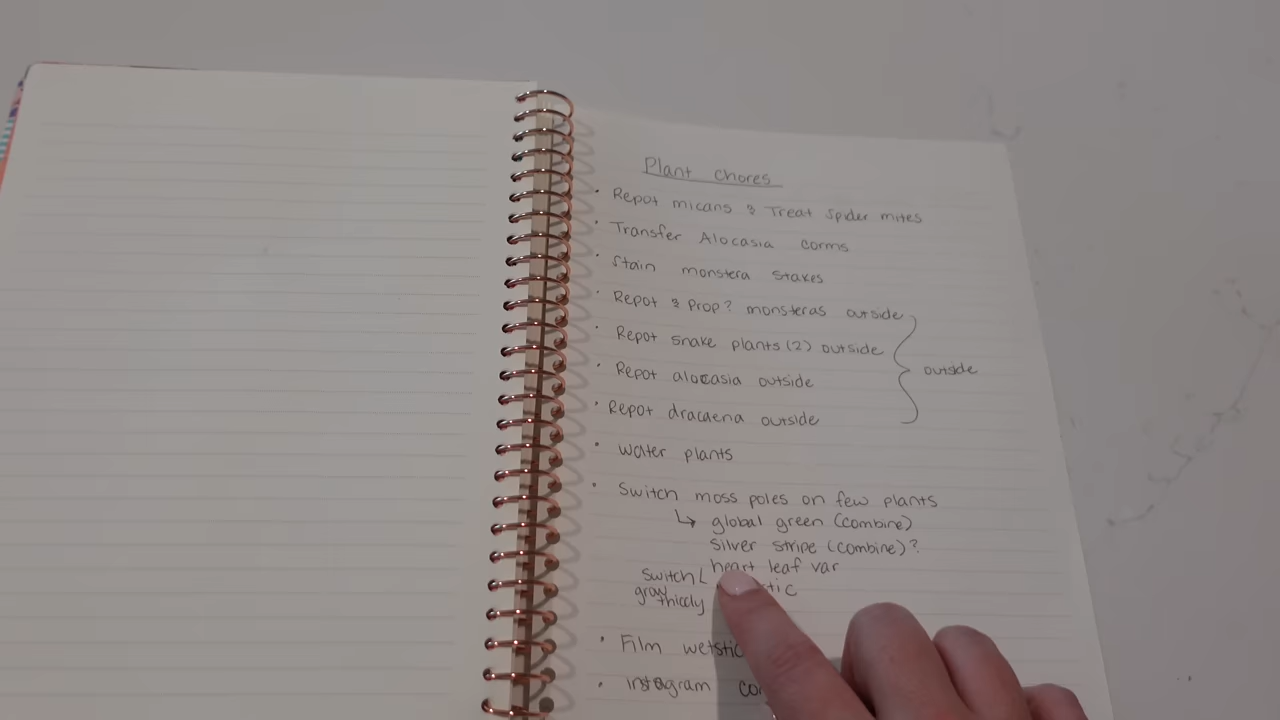 Plant chores
• Repot micans & Treat spider mites
• Transfer Alocasia corms
• Stain monstera stakes
• Repot & Prop? monsteras outside
• Repot snake plants (2) outside
outside
• Repot alocasia outside
• Repot dracaena outside
• water plants
• Switch moss poles on few plants
↳ global green (combine)
Silver stripe (combine)?
heart leaf var
Switch
thiccly
• Film
• instagram